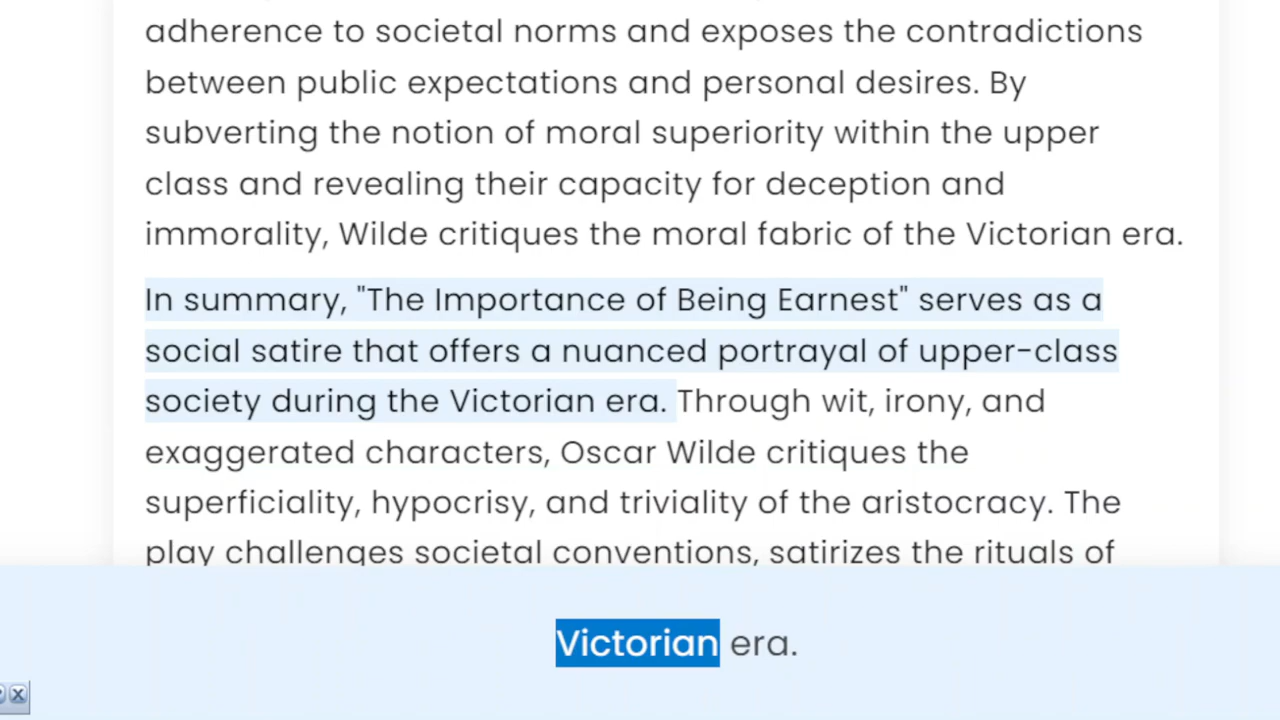 adherence to societal norms and exposes the contradictions
between public expectations and personal desires. By
subverting the notion of moral superiority within the upper
class and revealing their capacity for deception and
immorality, Wilde critiques the moral fabric of the Victorian era.
In summary, "The Importance of Being Earnest" serves as a
social satire that offers a nuanced portrayal of upper-class
society during the Victorian era. Through wit, irony, and
exaggerated characters, Oscar Wilde critiques the
superficiality, hypocrisy, and triviality of the aristocracy. The
play challenges societal conventions, satirizes the rituals of
Victorian era.